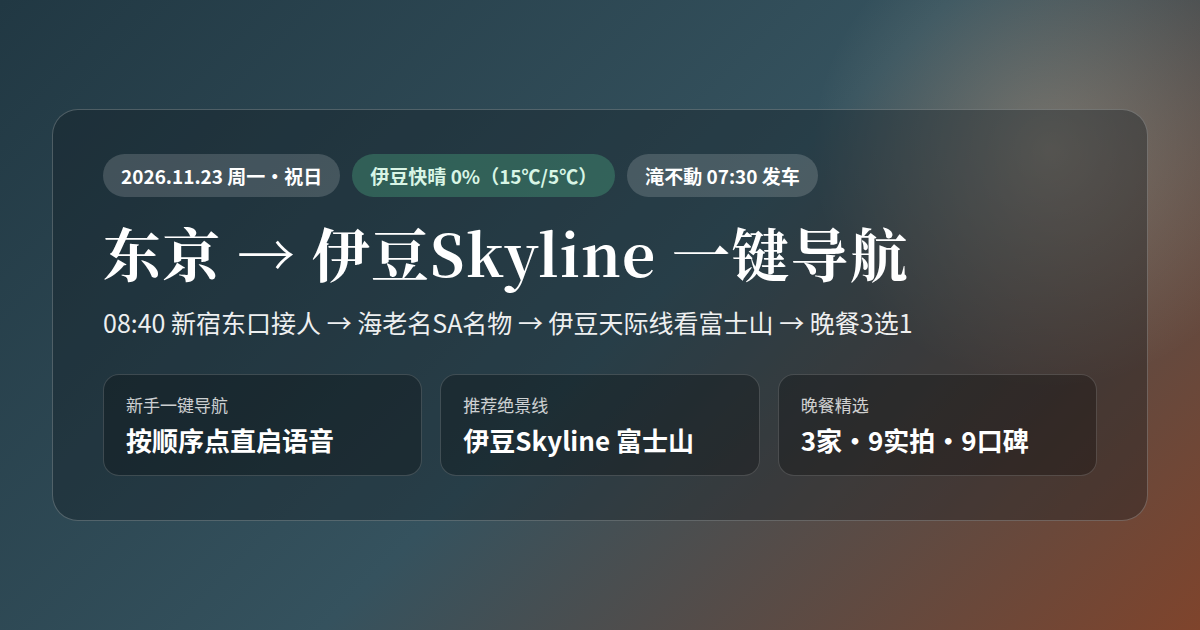 2026.11.23 周一・祝日
伊豆快晴 0%（15℃/5℃）
滝不動 07:30 发车
东京 → 伊豆Skyline 一键导航
08:40 新宿东口接人 → 海老名SA名物 → 伊豆天际线看富士山 → 晚餐3选1
新手一键导航
按顺序点直启语音
推荐绝景线
伊豆Skyline 富士山
晚餐精选
3家・9实拍・9口碑